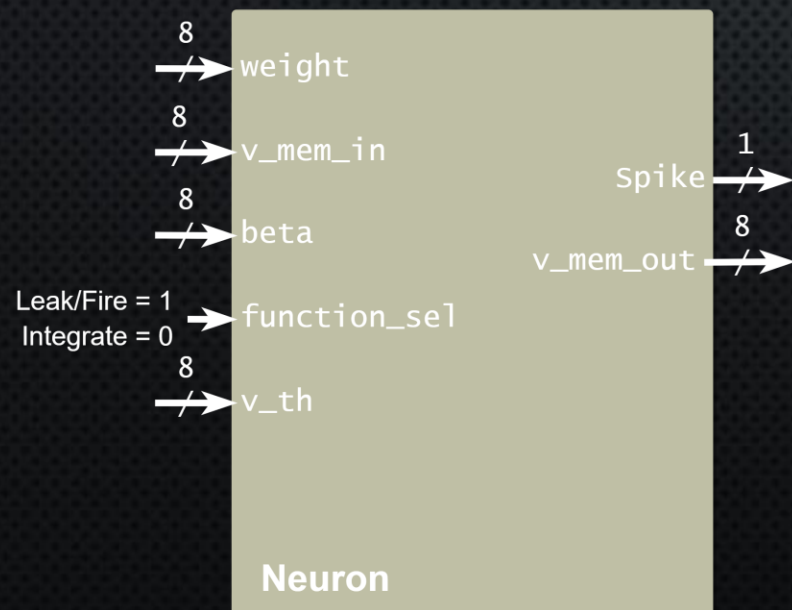 8
weight
8
v_mem_in
8
beta
Leak/Fire = 1
Integrate = 0
function_sel
8
v_th
1
Spike
8
v_mem_out
Neuron